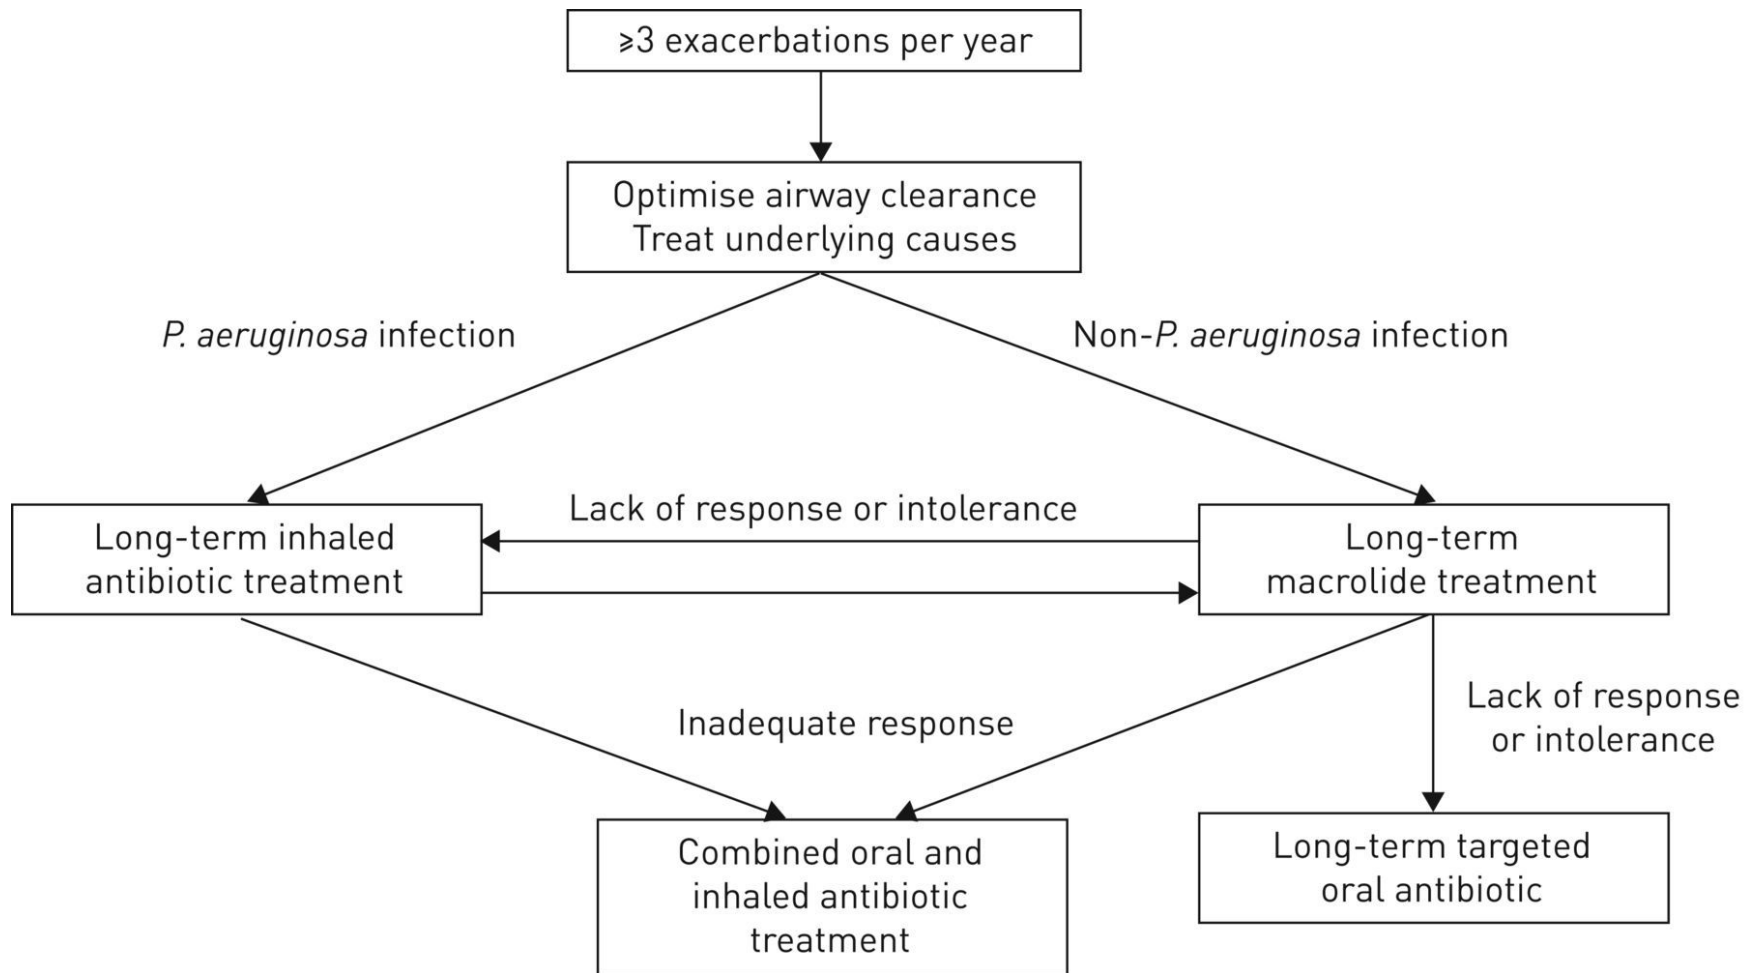 ⩾3 exacerbations per year
Optimise airway clearance
Treat underlying causes
P. aeruginosa infection
Non-P. aeruginosa infection
Long-term inhaled
antibiotic treatment
Lack of response or intolerance
Long-term
macrolide treatment
Inadequate response
Lack of response
or intolerance
Combined oral and
inhaled antibiotic
treatment
Long-term targeted
oral antibiotic